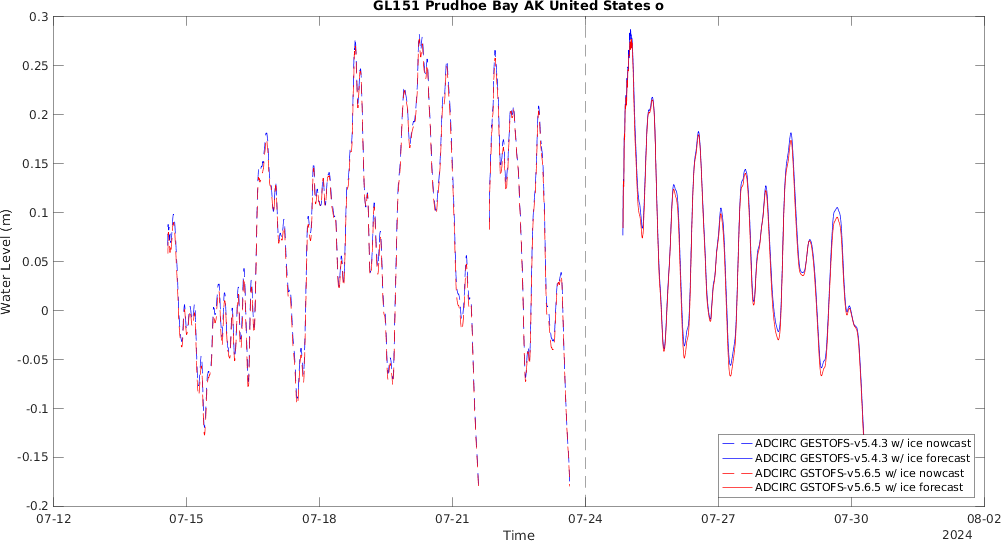 GL151 Prudhoe Bay AK United States o
0.3
0.25
0.2
0.15
0.1
0.05
0
-0.05
-0.1
-0.15
-0.2
Water Level (m)
ADCIRC GESTOFS-v5.4.3 w/ ice nowcast
ADCIRC GESTOFS-v5.4.3 w/ ice forecast
ADCIRC GSTOFS-v5.6.5 w/ ice nowcast
ADCIRC GSTOFS-v5.6.5 w/ ice forecast
07-12 07-15 07-18 07-21 07-24 07-27 07-30 08-02
Time
2024